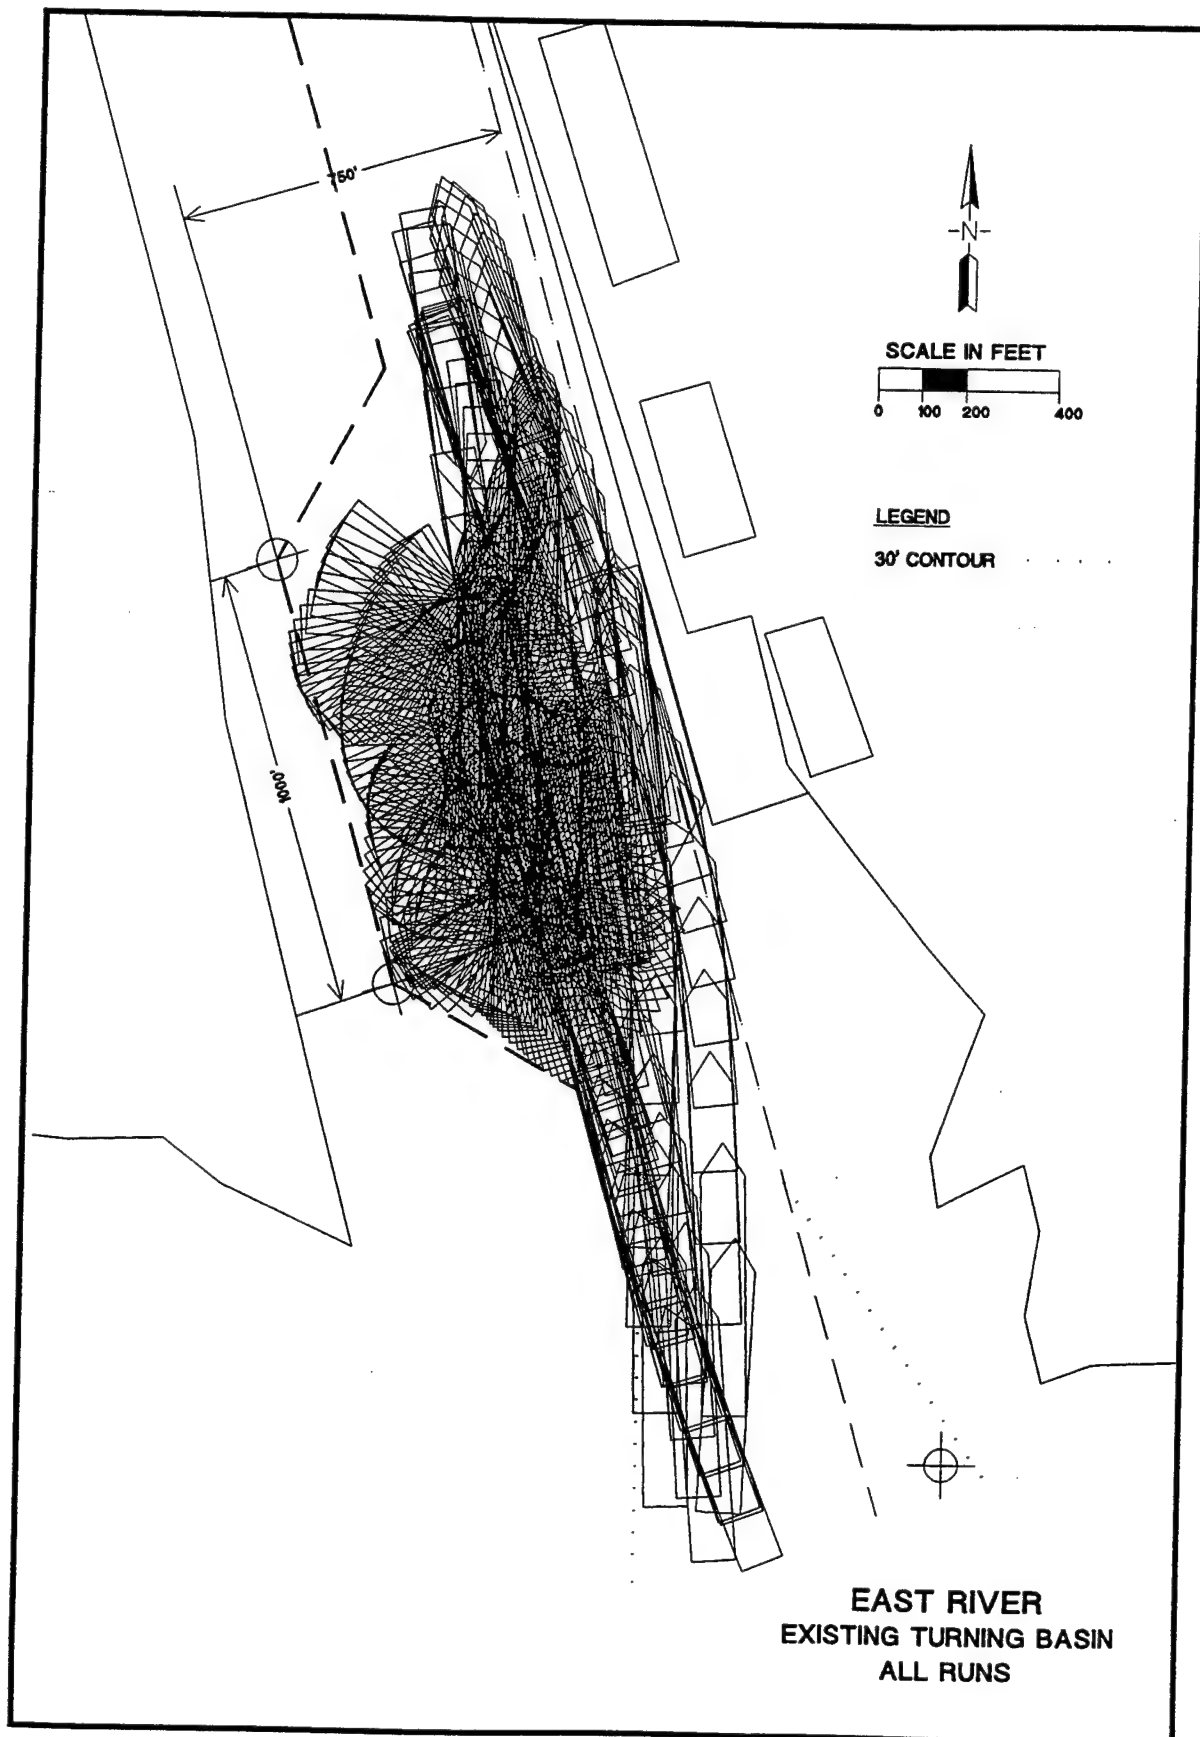 750'
-N-
SCALE IN FEET
0 100 200 400
LEGEND
30' CONTOUR
1000'
EAST RIVER
EXISTING TURNING BASIN
ALL RUNS